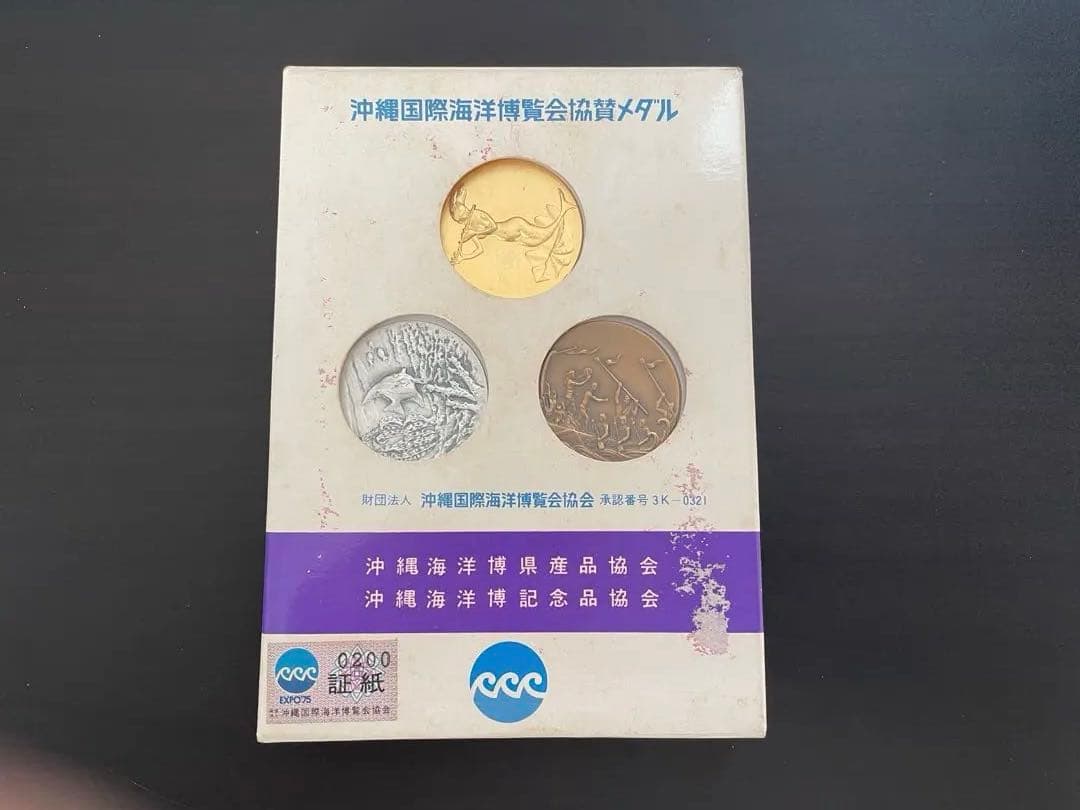 沖縄国際海洋博覧会協賛メダル
財団法人 沖縄国際海洋博覧会協会 承認番号 3K-0321
沖縄海洋博県産品協会
沖縄海洋博記念品協会
0200
証紙
EXPO'75
沖縄国際海洋博覧会協会